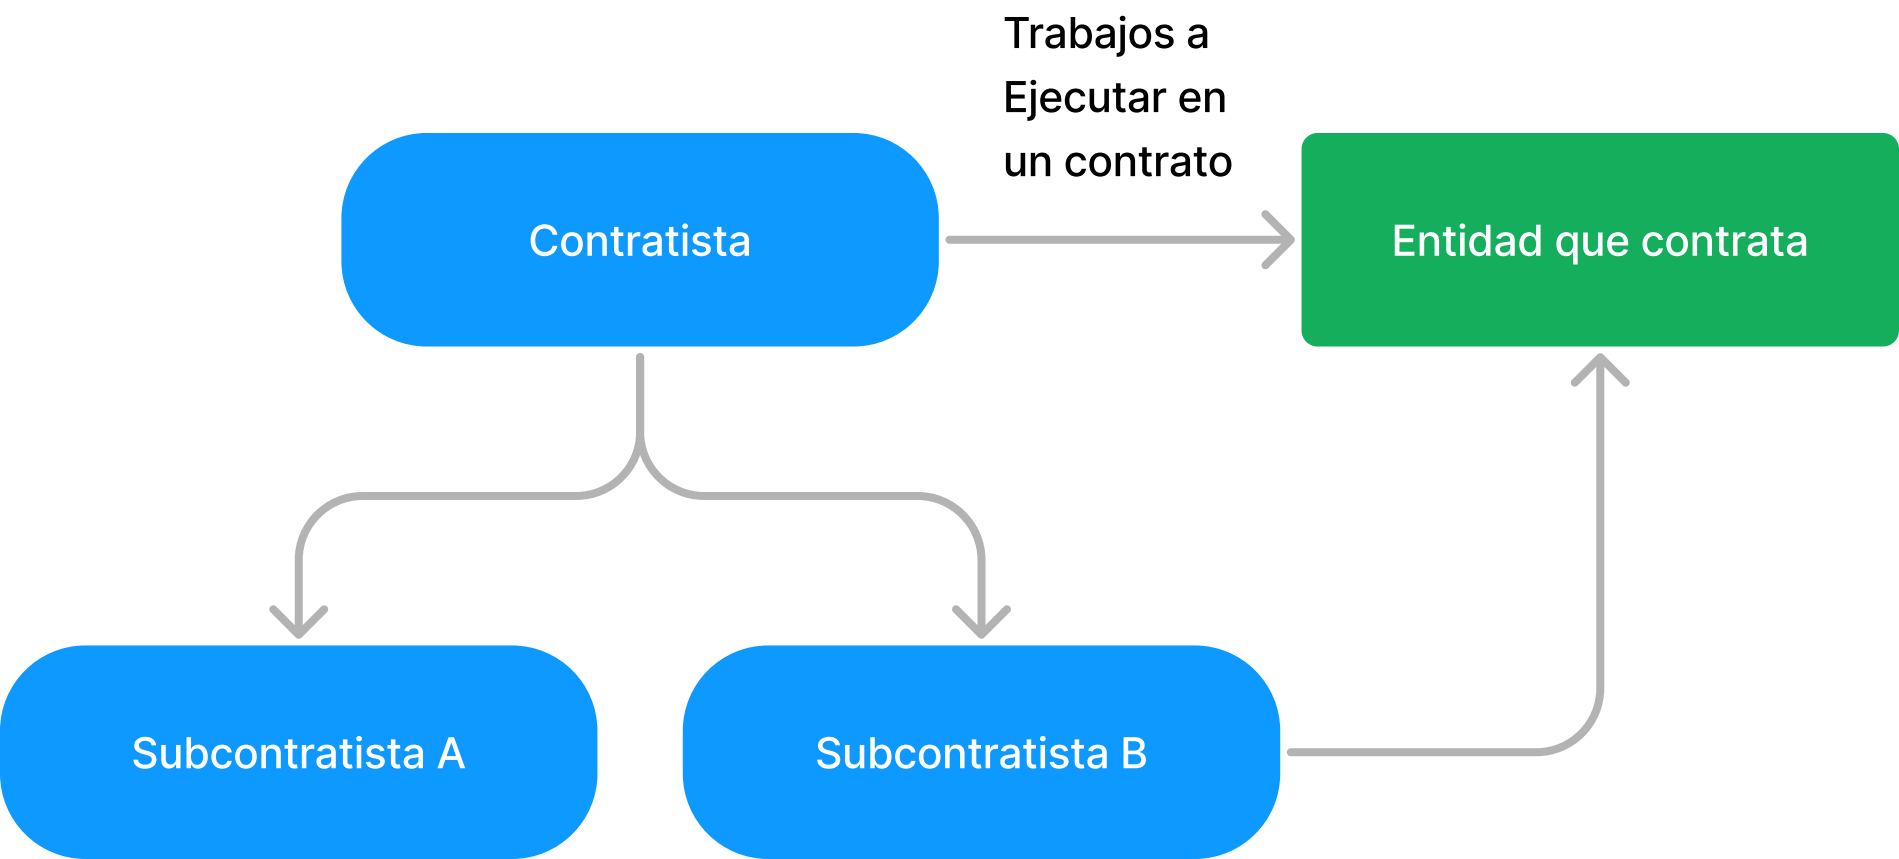 Trabajos a
Ejecutar en
un contrato
Contratista
Entidad que contrata
Subcontratista A
Subcontratista B